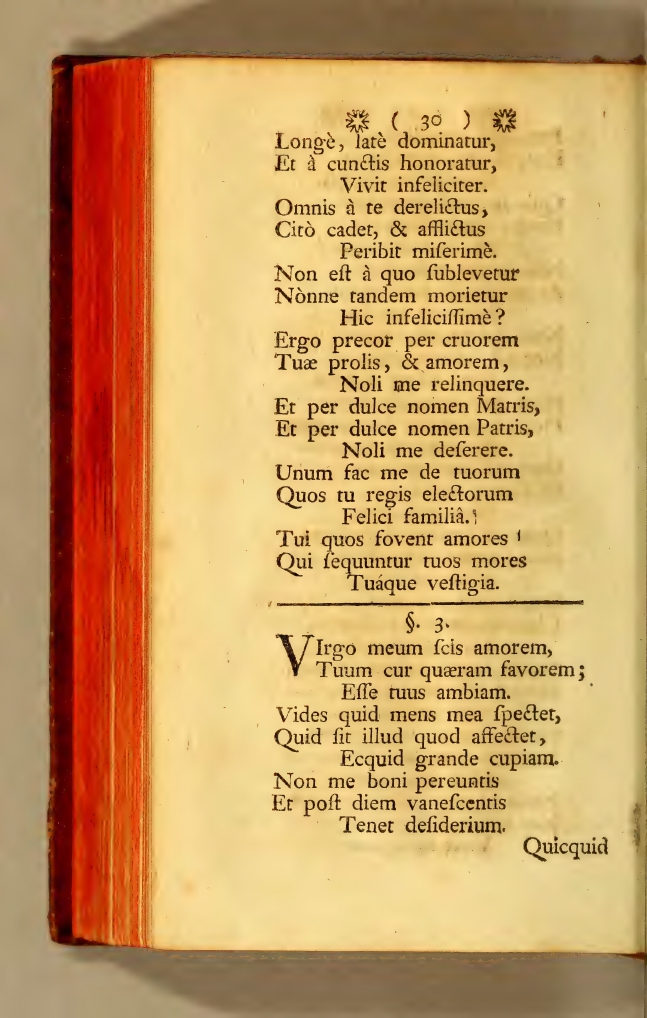 ( 30 )
Longè, latè dominatur,
Et à cunctis honoratur,
Vivit infeliciter.
Omnis à te derelictus,
Citò cadet, & afflictus
Peribit miſerimè.
Non eſt à quo ſublevetur
Nònne tandem morietur
Hic infeliciſſimè?
Ergo precor per cruorem
Tuæ prolis, & amorem,
Noli me relinquere.
Et per dulce nomen Matris,
Et per dulce nomen Patris,
Noli me deſerere.
Unum fac me de tuorum
Quos tu regis electorum
Felici familiâ.
Tui quos fovent amores
Qui ſequuntur tuos mores
Tuáque veſtigia.
§. 3.
VIrgo meum ſcis amorem,
Tuum cur quæram favorem;
Eſſe tuus ambiam.
Vides quid mens mea ſpectet,
Quid ſit illud quod affectet,
Ecquid grande cupiam.
Non me boni pereuntis
Et poſt diem vaneſcentis
Tenet deſiderium.
Quicquid